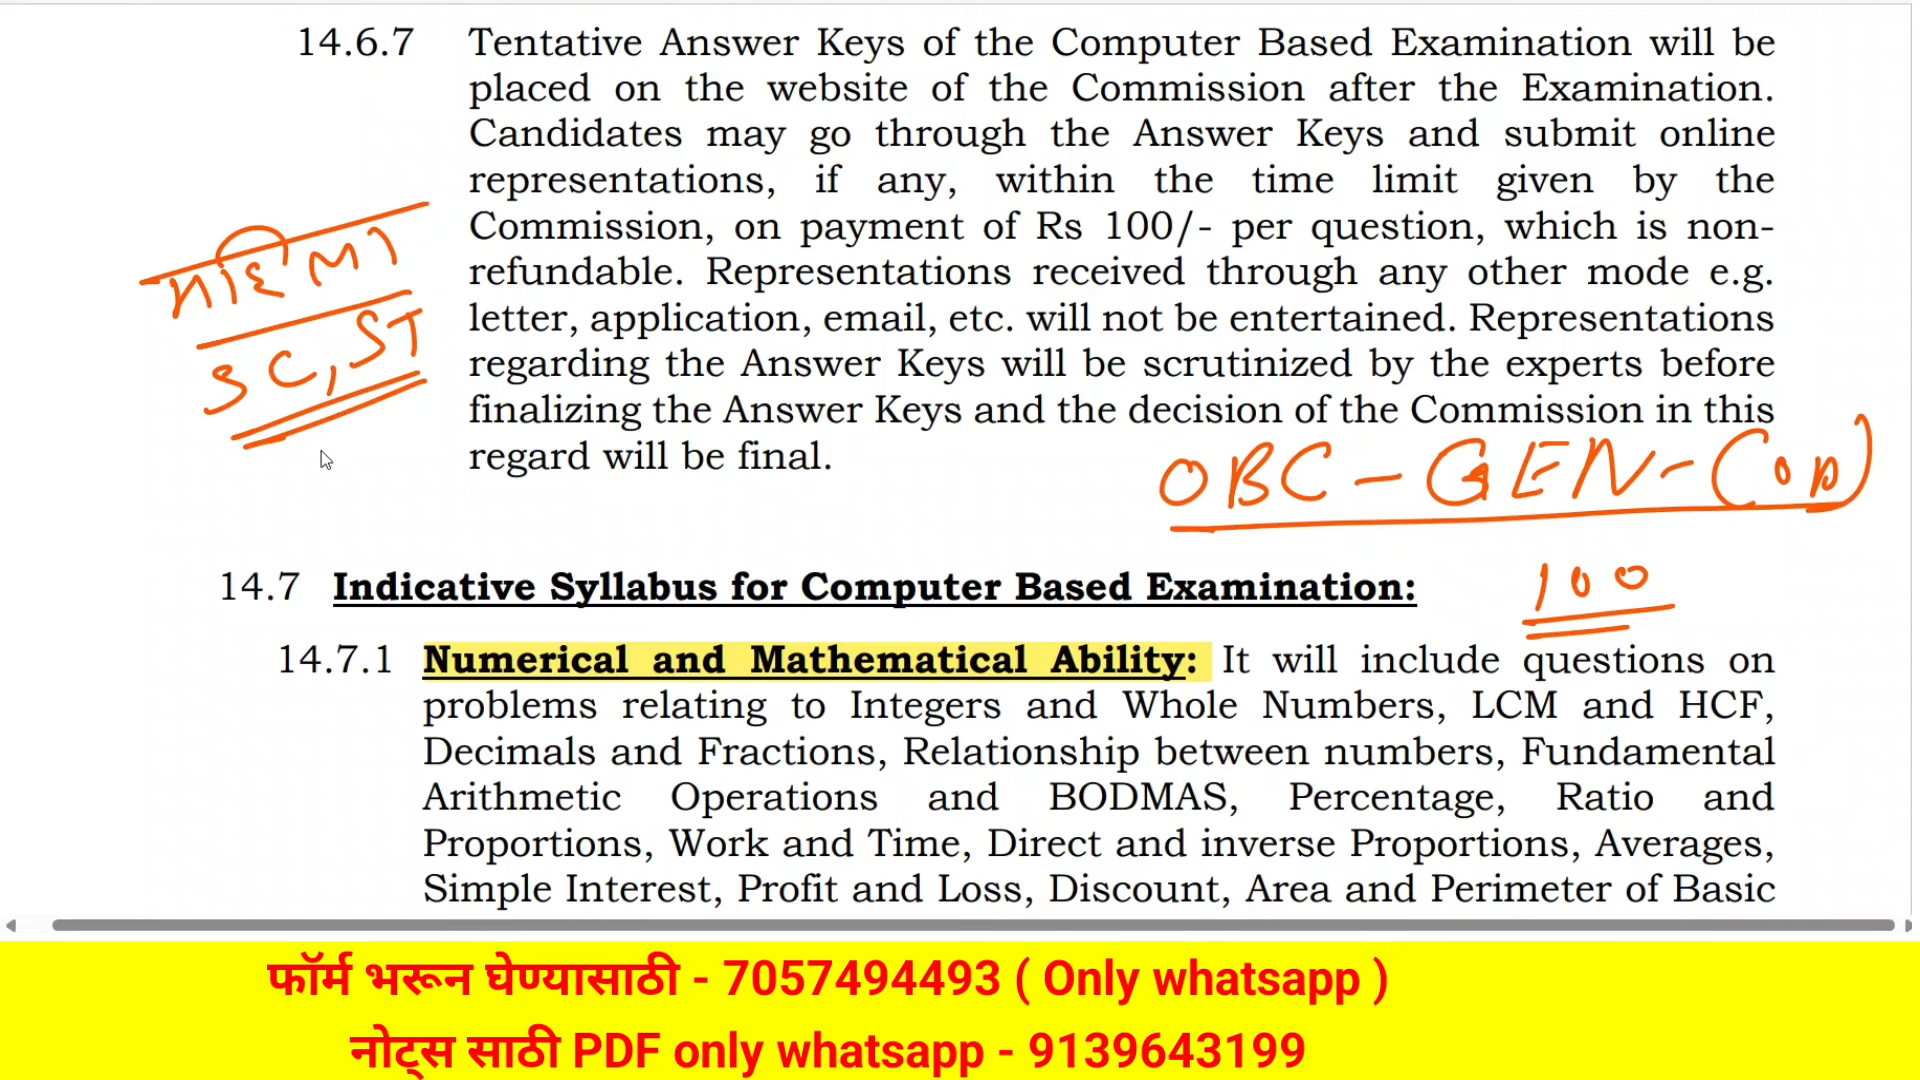 14.6.7 Tentative Answer Keys of the Computer Based Examination will be
placed on the website of the Commission after the Examination.
Candidates may go through the Answer Keys and submit online
representations, if any, within the time limit given by the
Commission, on payment of Rs 100/- per question, which is non-
refundable. Representations received through any other mode e.g.
letter, application, email, etc. will not be entertained. Representations
regarding the Answer Keys will be scrutinized by the experts before
finalizing the Answer Keys and the decision of the Commission in this
regard will be final.
महिला
SC, ST
OBC - GEN - (
100
14.7 Indicative Syllabus for Computer Based Examination:
14.7.1 Numerical and Mathematical Ability: It will include questions on
problems relating to Integers and Whole Numbers, LCM and HCF,
Decimals and Fractions, Relationship between numbers, Fundamental
Arithmetic Operations and BODMAS, Percentage, Ratio and
Proportions, Work and Time, Direct and inverse Proportions, Averages,
Simple Interest, Profit and Loss, Discount, Area and Perimeter of Basic
फॉर्म भरून घेण्यासाठी - 7057494493 ( Only whatsapp )
नोट्स साठी PDF only whatsapp - 9139643199